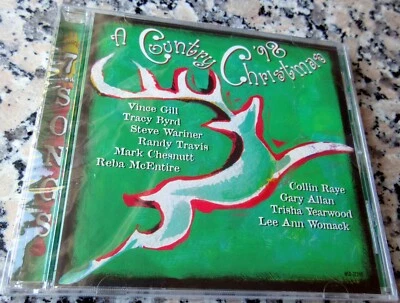 A Country Christmas '98
Vince Gill
Tracy Byrd
Steve Wariner
Randy Travis
Mark Chesnutt
Reba McEntire
Collin Raye
Gary Allan
Trisha Yearwood
Lee Ann Womack